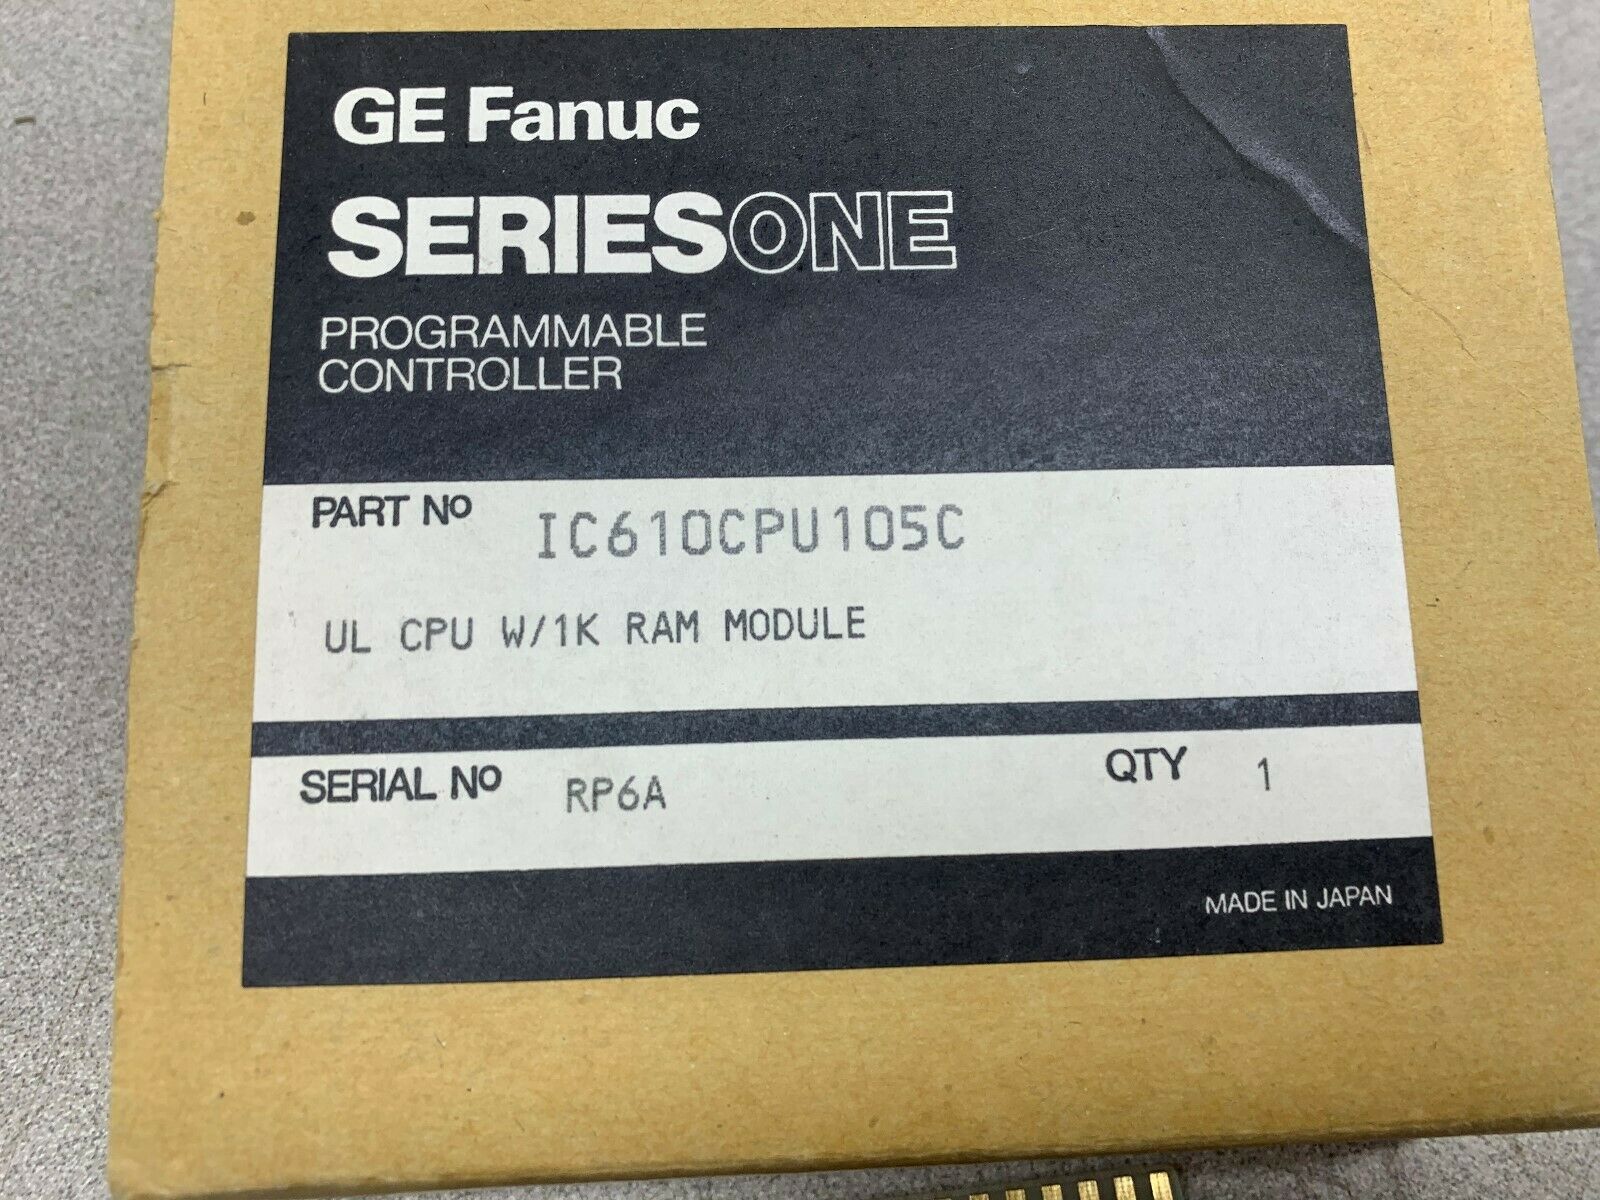 GE Fanuc
SERIESONE
PROGRAMMABLE
CONTROLLER
PART NO IC610CPU105C
UL CPU W/1K RAM MODULE
SERIAL NO RP6A QTY 1
MADE IN JAPAN